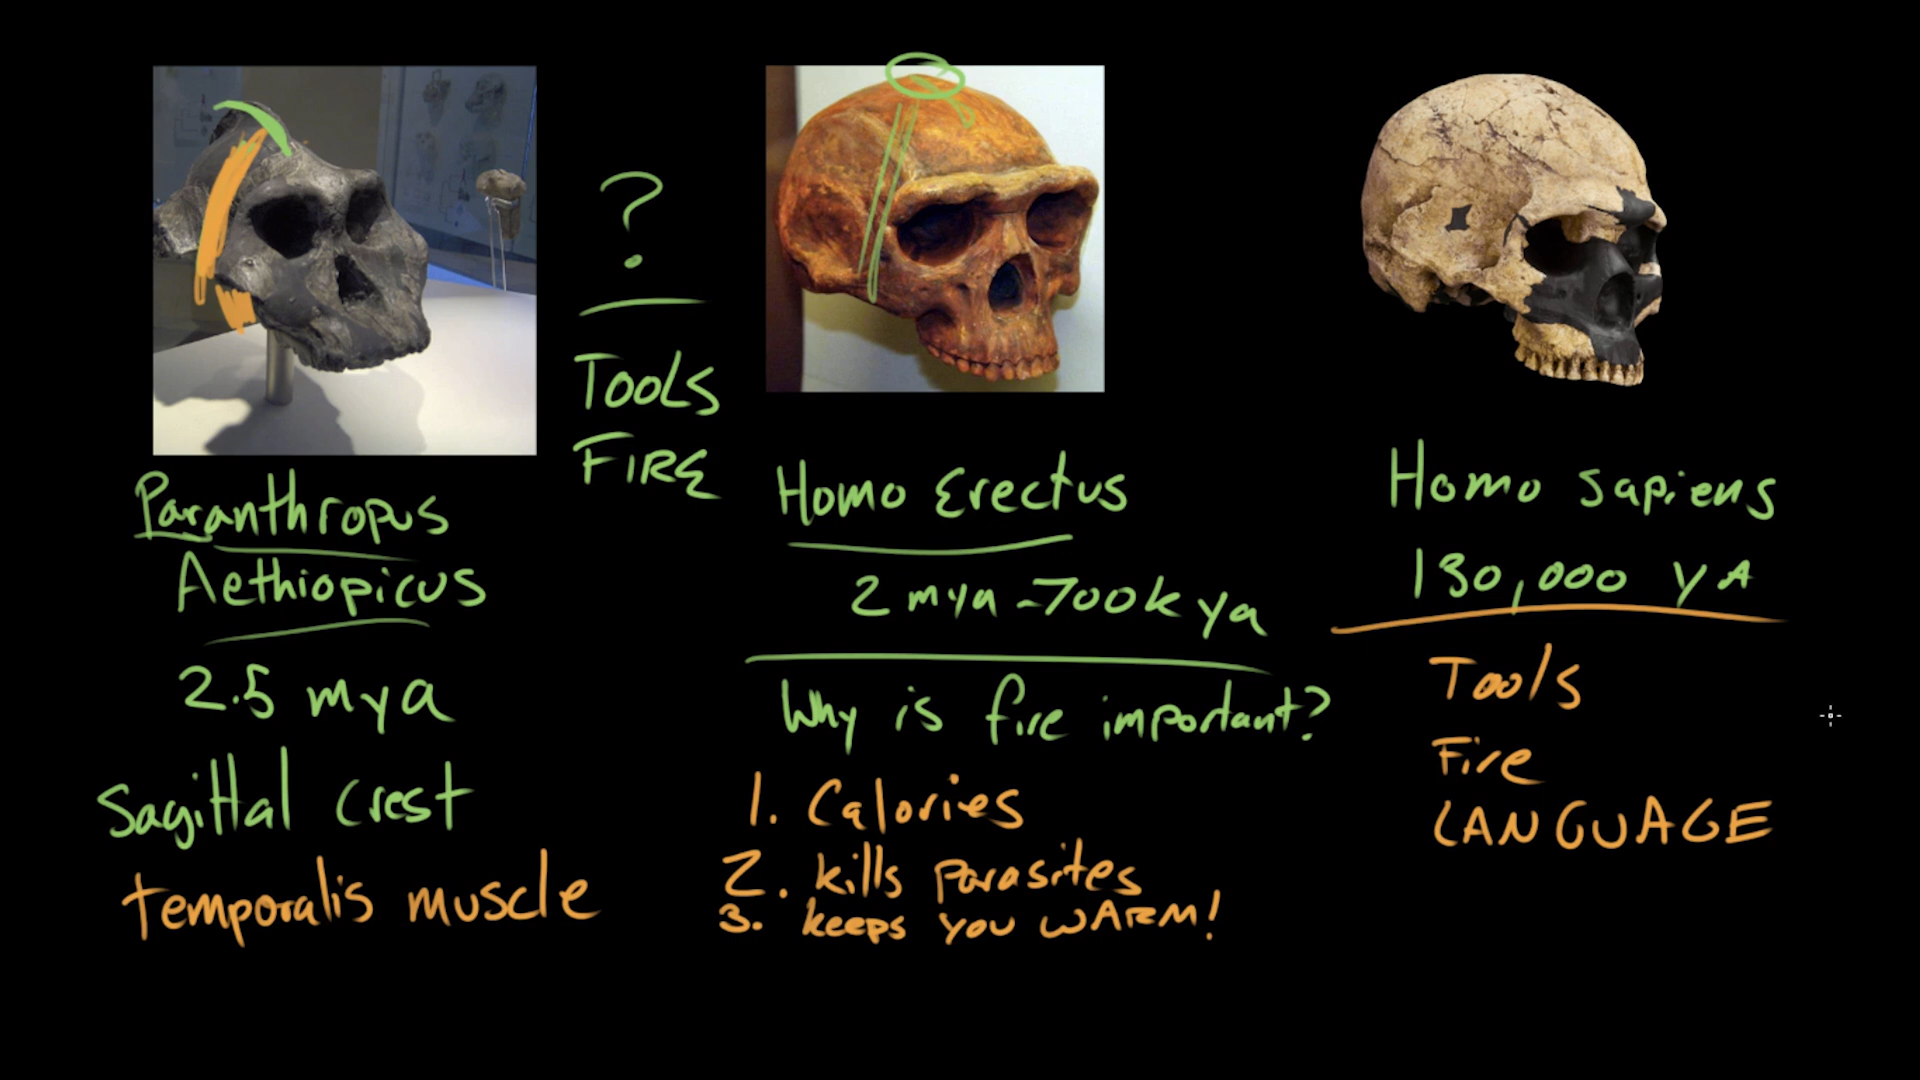 Paranthropus
Aethiopicus
2.5 mya
Sagittal crest
temporalis muscle
?
TOOLS
FIRE
Homo Erectus
2 mya - 700k ya
Why is fire important?
1. Calories
2. kills parasites
3. keeps you WARM!
Homo sapiens
130,000 YA
Tools
Fire
LANGUAGE